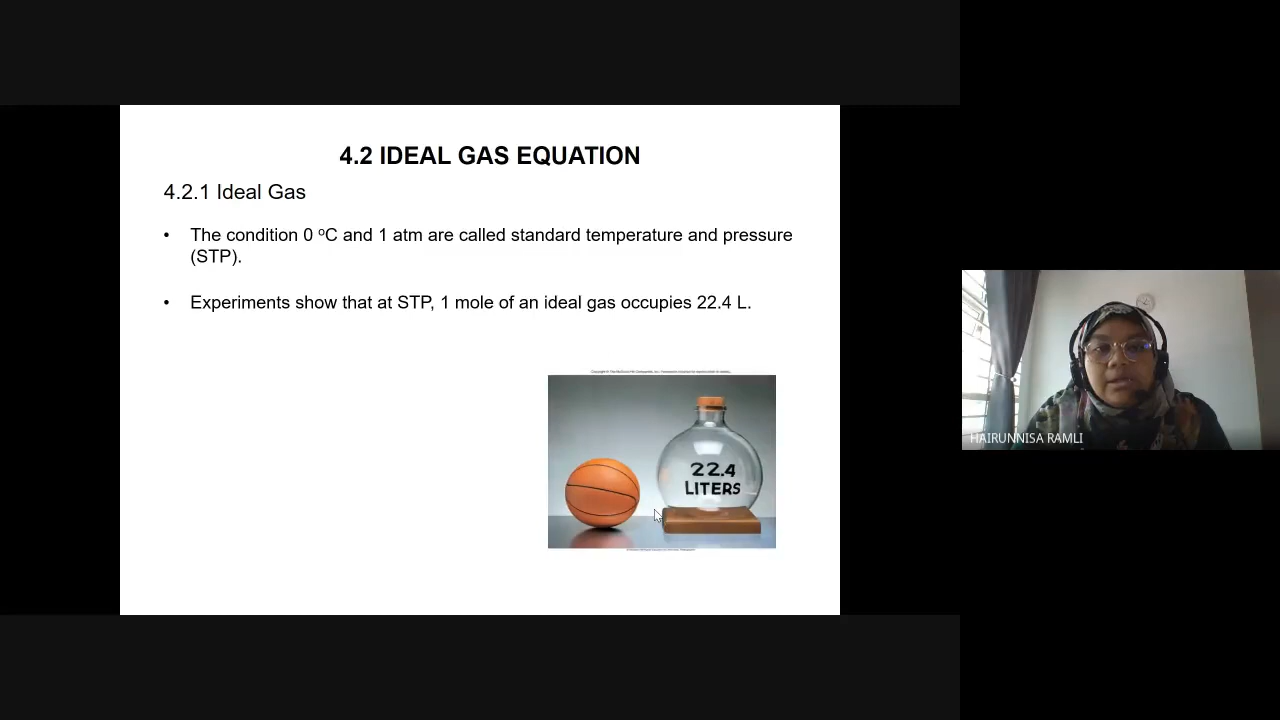 4.2 IDEAL GAS EQUATION
4.2.1 Ideal Gas
• The condition 0 ºC and 1 atm are called standard temperature and pressure
(STP).
• Experiments show that at STP, 1 mole of an ideal gas occupies 22.4 L.
22.4
LITERS
HAIRUNNISA RAMLI